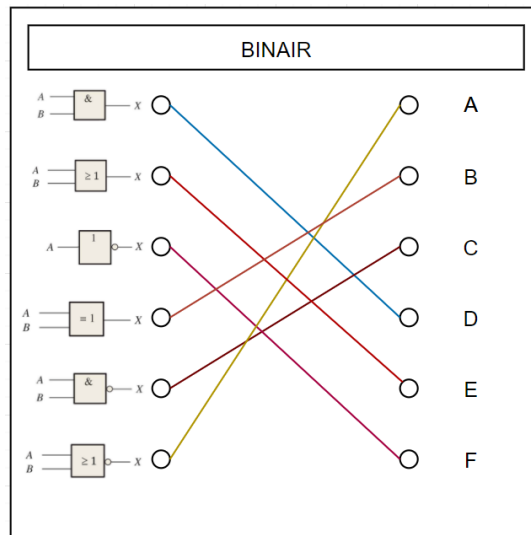 BINAIR
A & X A
B
A ≥ 1 X B
B
A 1 X C
A = 1 X D
B
A & X E
B
A ≥ 1 X F
B